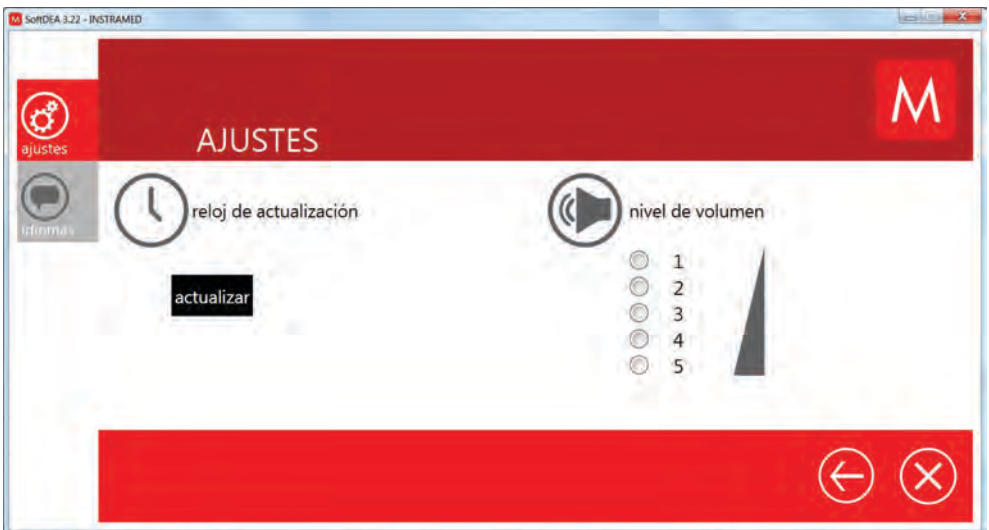 SoftDEA 3.22 - INSTRAMED
M
AJUSTES
ajustes
idiomas
reloj de actualización
actualizar
nivel de volumen
1
2
3
4
5